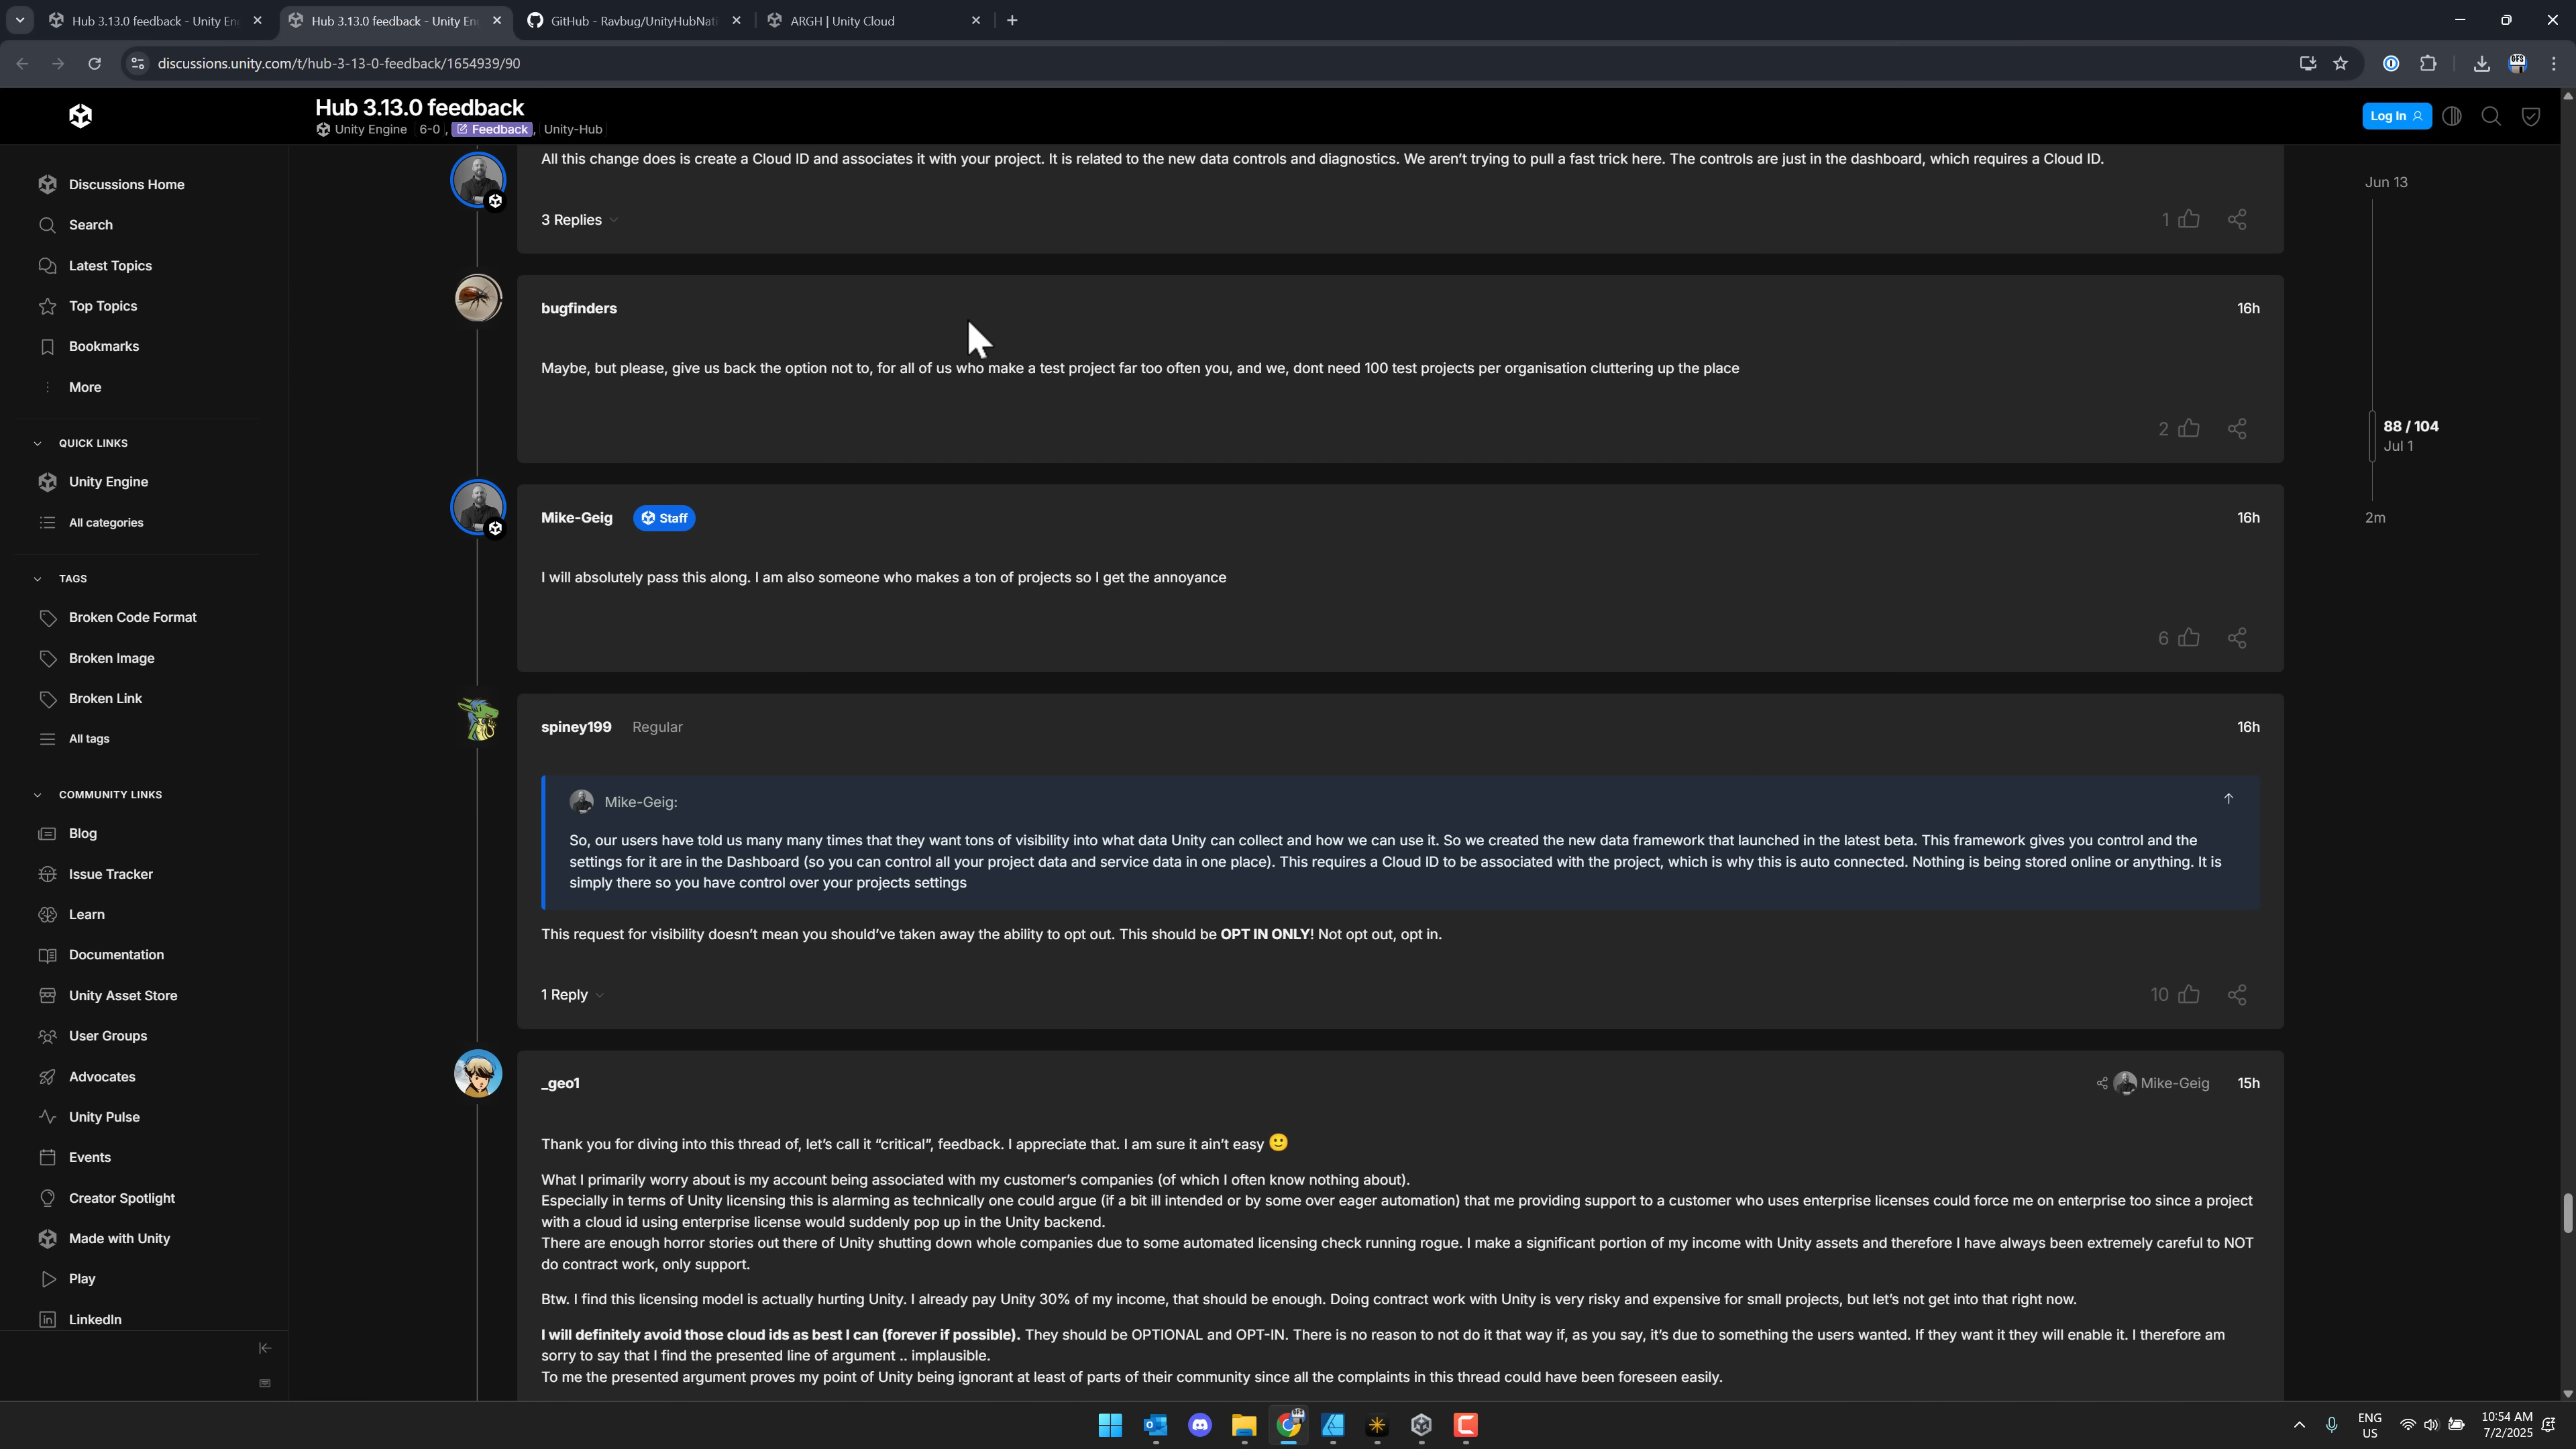 Hub 3.13.0 feedback - Unity En
Hub 3.13.0 feedback - Unity En
GitHub - Ravbug/UnityHubNati
ARGH | Unity Cloud
discussions.unity.com/t/hub-3-13-0-feedback/1654939/90
Hub 3.13.0 feedback
Unity Engine 6-0 , Feedback , Unity-Hub
Log In
Discussions Home
Search
Latest Topics
Top Topics
Bookmarks
More
QUICK LINKS
Unity Engine
All categories
TAGS
Broken Code Format
Broken Image
Broken Link
All tags
COMMUNITY LINKS
Blog
Issue Tracker
Learn
Documentation
Unity Asset Store
User Groups
Advocates
Unity Pulse
Events
Creator Spotlight
Made with Unity
Play
LinkedIn
All this change does is create a Cloud ID and associates it with your project. It is related to the new data controls and diagnostics. We aren't trying to pull a fast trick here. The controls are just in the dashboard, which requires a Cloud ID.
3 Replies
1
bugfinders
16h
Maybe, but please, give us back the option not to, for all of us who make a test project far too often you, and we, dont need 100 test projects per organisation cluttering up the place
2
Mike-Geig Staff
16h
I will absolutely pass this along. I am also someone who makes a ton of projects so I get the annoyance
6
spiney199 Regular
16h
Mike-Geig:
So, our users have told us many many times that they want tons of visibility into what data Unity can collect and how we can use it. So we created the new data framework that launched in the latest beta. This framework gives you control and the
settings for it are in the Dashboard (so you can control all your project data and service data in one place). This requires a Cloud ID to be associated with the project, which is why this is auto connected. Nothing is being stored online or anything. It is
simply there so you have control over your projects settings
This request for visibility doesn't mean you should've taken away the ability to opt out. This should be OPT IN ONLY! Not opt out, opt in.
1 Reply
10
_geo1
Mike-Geig 15h
Thank you for diving into this thread of, let's call it "critical", feedback. I appreciate that. I am sure it ain't easy 🙂
What I primarily worry about is my account being associated with my customer's companies (of which I often know nothing about).
Especially in terms of Unity licensing this is alarming as technically one could argue (if a bit ill intended or by some over eager automation) that me providing support to a customer who uses enterprise licenses could force me on enterprise too since a project
with a cloud id using enterprise license would suddenly pop up in the Unity backend.
There are enough horror stories out there of Unity shutting down whole companies due to some automated licensing check running rogue. I make a significant portion of my income with Unity assets and therefore I have always been extremely careful to NOT
do contract work, only support.
Btw. I find this licensing model is actually hurting Unity. I already pay Unity 30% of my income, that should be enough. Doing contract work with Unity is very risky and expensive for small projects, but let's not get into that right now.
I will definitely avoid those cloud ids as best I can (forever if possible). They should be OPTIONAL and OPT-IN. There is no reason to not do it that way if, as you say, it's due to something the users wanted. If they want it they will enable it. I therefore am
sorry to say that I find the presented line of argument .. implausible.
To me the presented argument proves my point of Unity being ignorant at least of parts of their community since all the complaints in this thread could have been foreseen easily.
Jun 13
88 / 104
Jul 1
2m
ENG
US
10:54 AM
7/2/2025